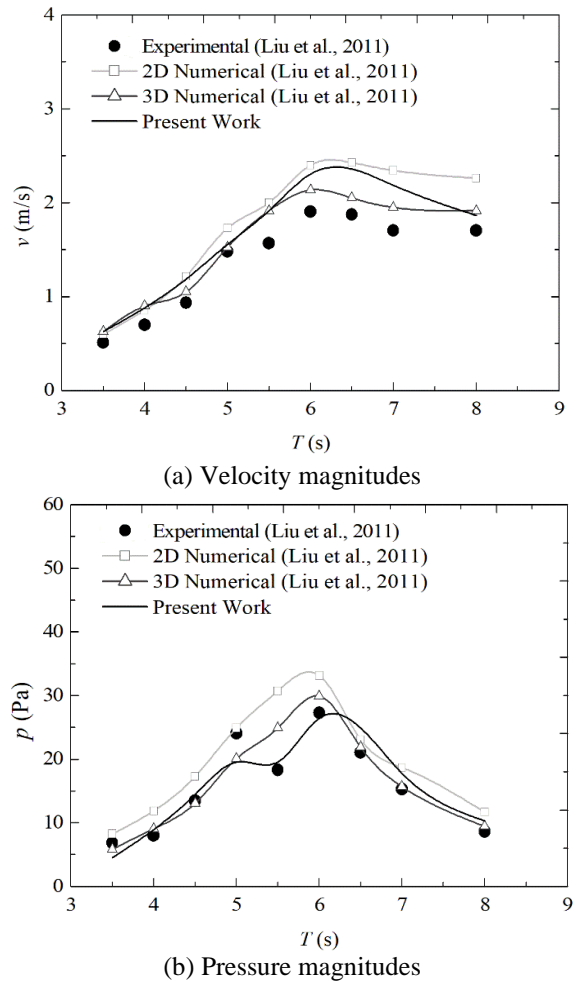 4
Experimental (Liu et al., 2011)
2D Numerical (Liu et al., 2011)
3D Numerical (Liu et al., 2011)
Present Work
3
2
1
0
v (m/s)
3 4 5 6 7 8 9
T (s)
(a) Velocity magnitudes
60
Experimental (Liu et al., 2011)
2D Numerical (Liu et al., 2011)
3D Numerical (Liu et al., 2011)
Present Work
50
40
30
20
10
0
p (Pa)
3 4 5 6 7 8 9
T (s)
(b) Pressure magnitudes